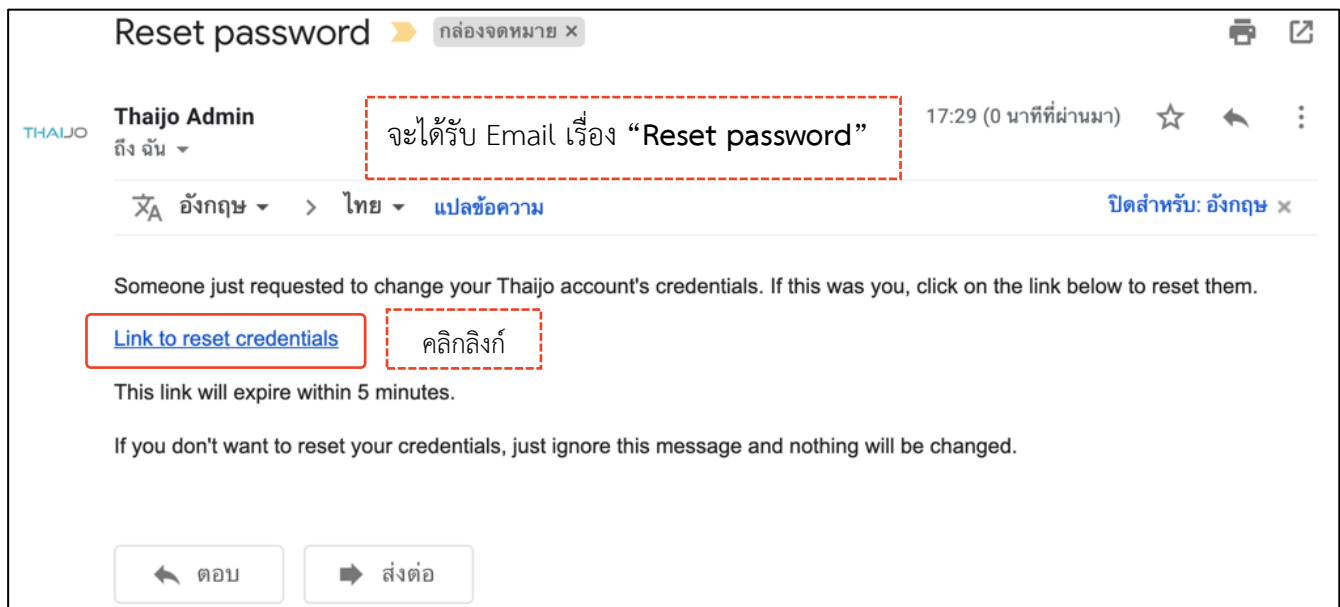 Reset password กล่องจดหมาย ×
THAIJO
Thaijo Admin
ถึง ฉัน
จะได้รับ Email เรื่อง “Reset password”
17:29 (0 นาทีที่ผ่านมา)
อังกฤษ > ไทย แปลข้อความ ปิดสำหรับ: อังกฤษ ×
Someone just requested to change your Thaijo account's credentials. If this was you, click on the link below to reset them.
Link to reset credentials
คลิกลิงก์
This link will expire within 5 minutes.
If you don't want to reset your credentials, just ignore this message and nothing will be changed.
ตอบ ส่งต่อ